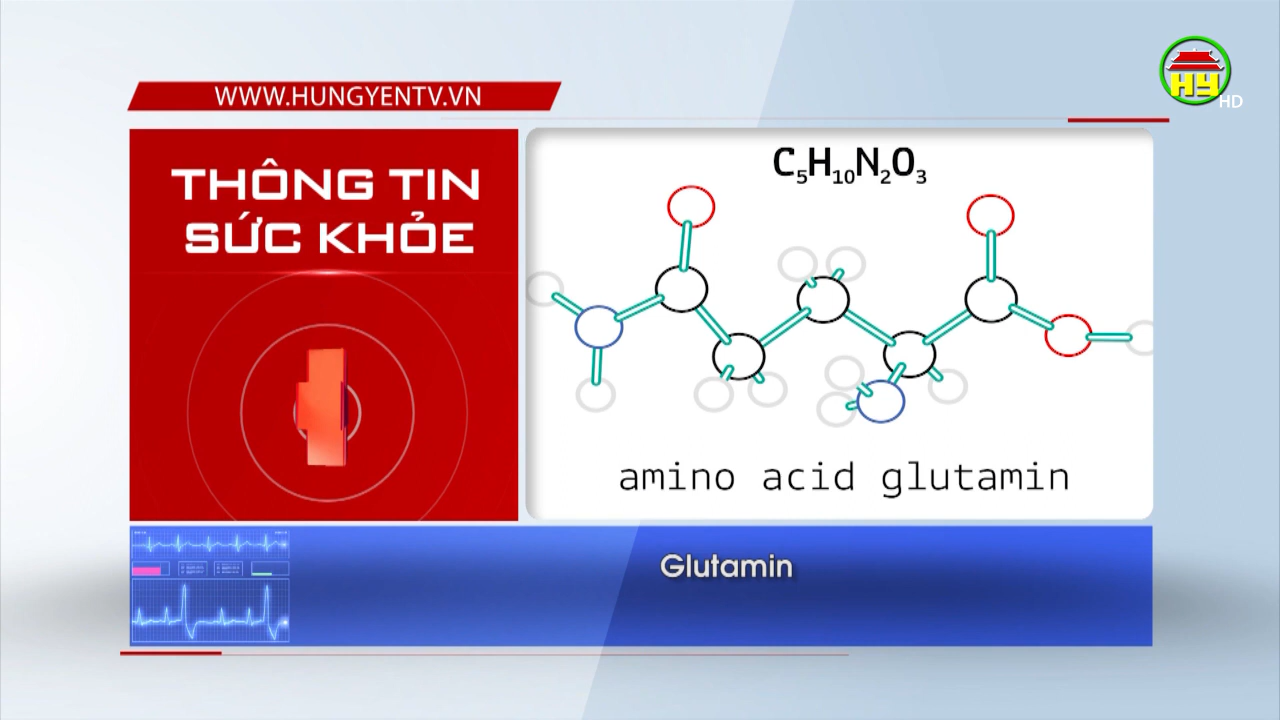 WWW.HUNGYENTV.VN
HY
HD
THÔNG TIN
SỨC KHỎE
C₅H₁₀N₂O₃
amino acid glutamin
Glutamin